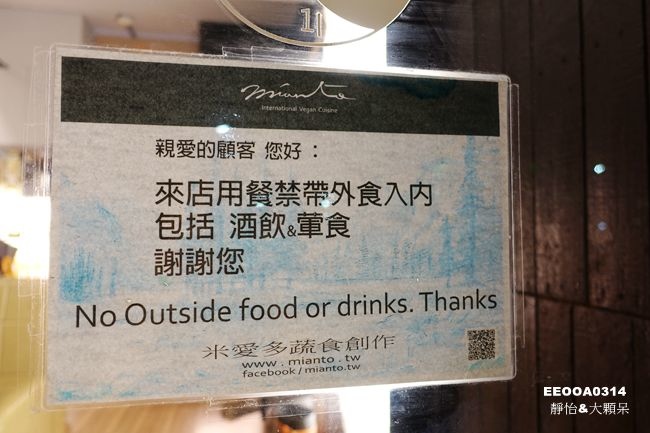 1
mianto
International Vegan Cuisine
親愛的顧客 您好：
來店用餐禁帶外食入內
包括 酒飲&葷食
謝謝您
No Outside food or drinks. Thanks
米愛多蔬食創作
www.mianto.tw
facebook/mianto.tw
EEOOA0314
靜怡&大顆呆